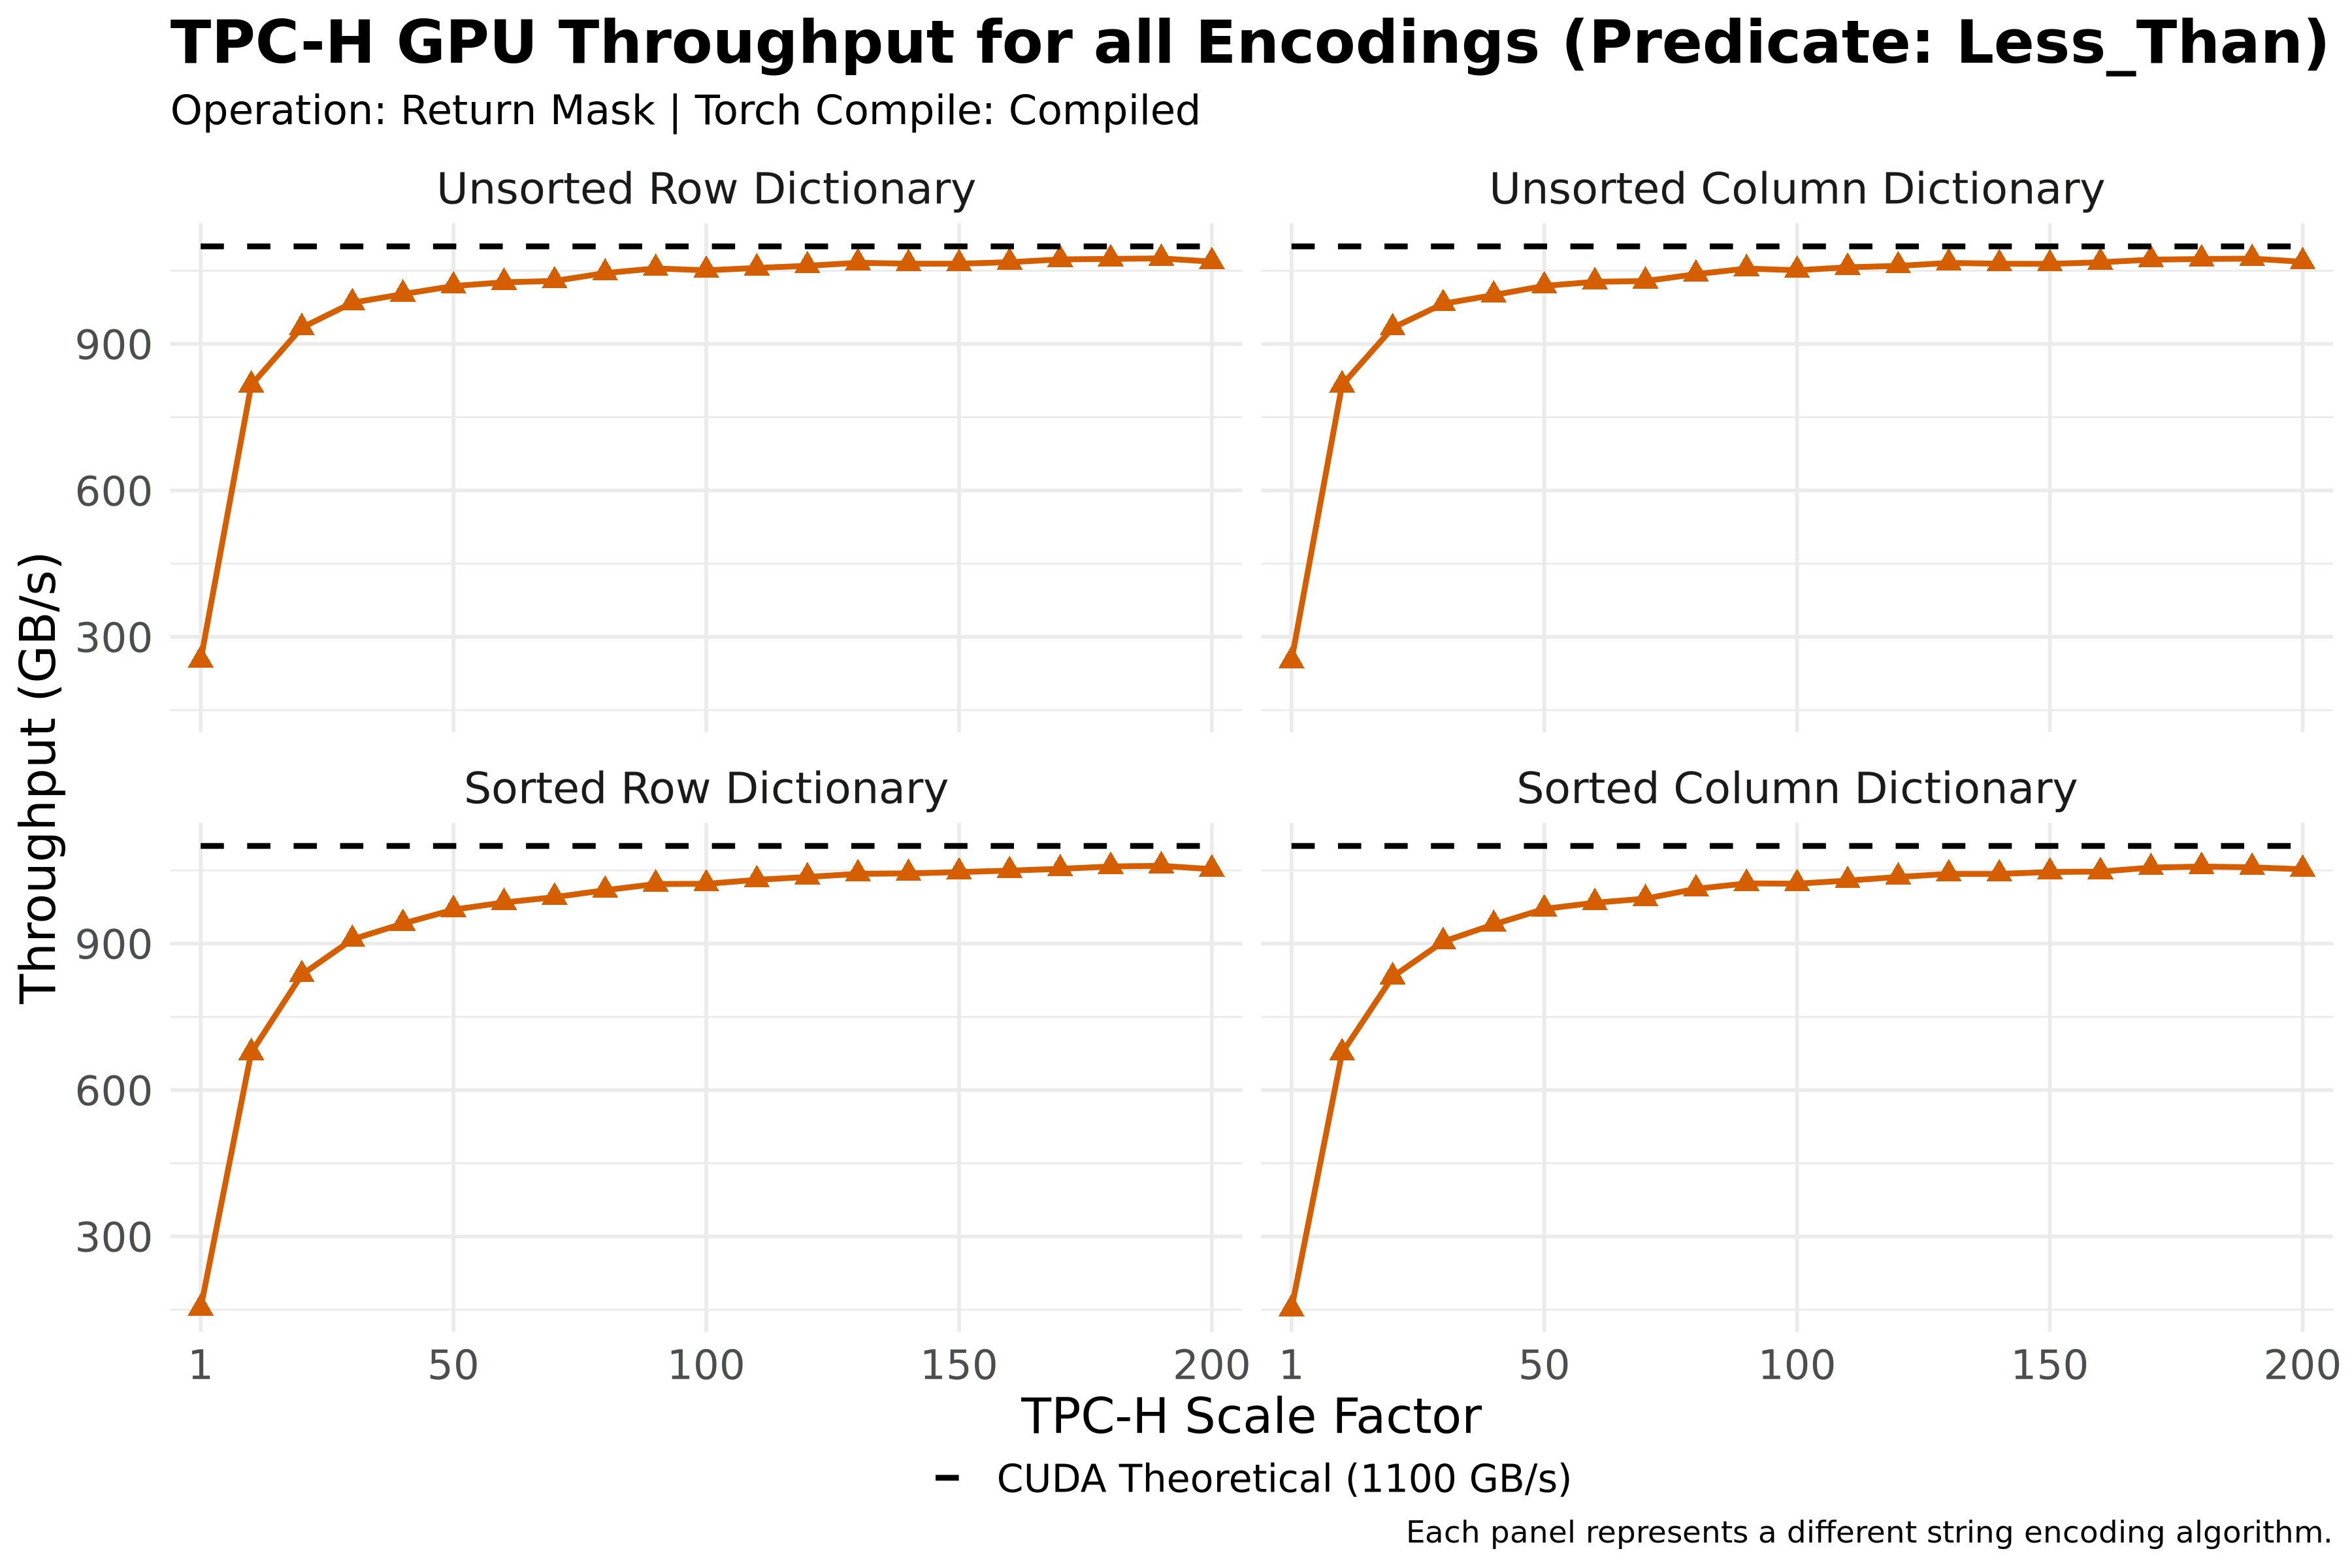 TPC-H GPU Throughput for all Encodings (Predicate: Less_Than)
Operation: Return Mask | Torch Compile: Compiled
Unsorted Row Dictionary
Unsorted Column Dictionary
900
600
300
Sorted Row Dictionary
Sorted Column Dictionary
900
600
300
Throughput (GB/s)
1 50 100 150 200 1 50 100 150 200
TPC-H Scale Factor
CUDA Theoretical (1100 GB/s)
Each panel represents a different string encoding algorithm.